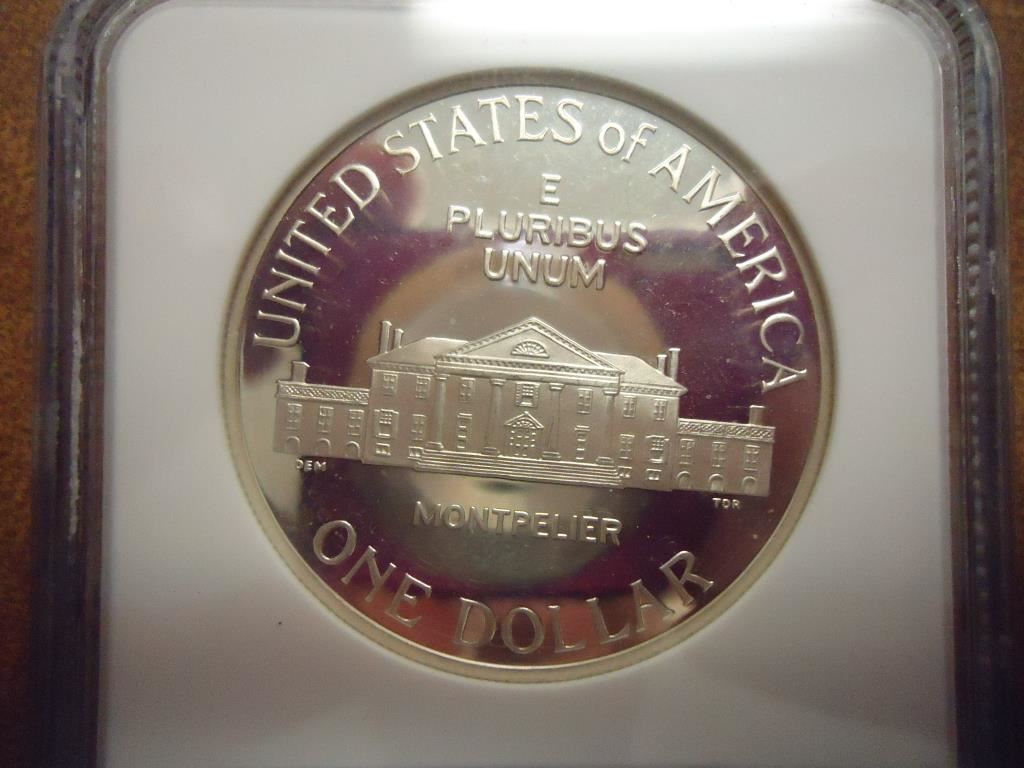 UNITED STATES of AMERICA
E
PLURIBUS
UNUM
DEM
TDR
MONTPELIER
ONE DOLLAR